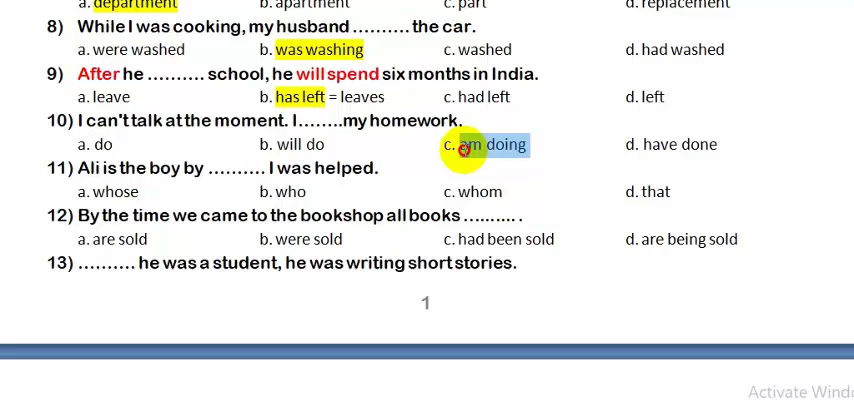 a. department b. apartment c. part d. replacement
8) While I was cooking, my husband .......... the car.
a. were washed b. was washing c. washed d. had washed
9) After he .......... school, he will spend six months in India.
a. leave b. has left = leaves c. had left d. left
10) I can't talk at the moment. I........my homework.
a. do b. will do c. am doing d. have done
11) Ali is the boy by .......... I was helped.
a. whose b. who c. whom d. that
12) By the time we came to the bookshop all books .......... .
a. are sold b. were sold c. had been sold d. are being sold
13) .......... he was a student, he was writing short stories.
1
Activate